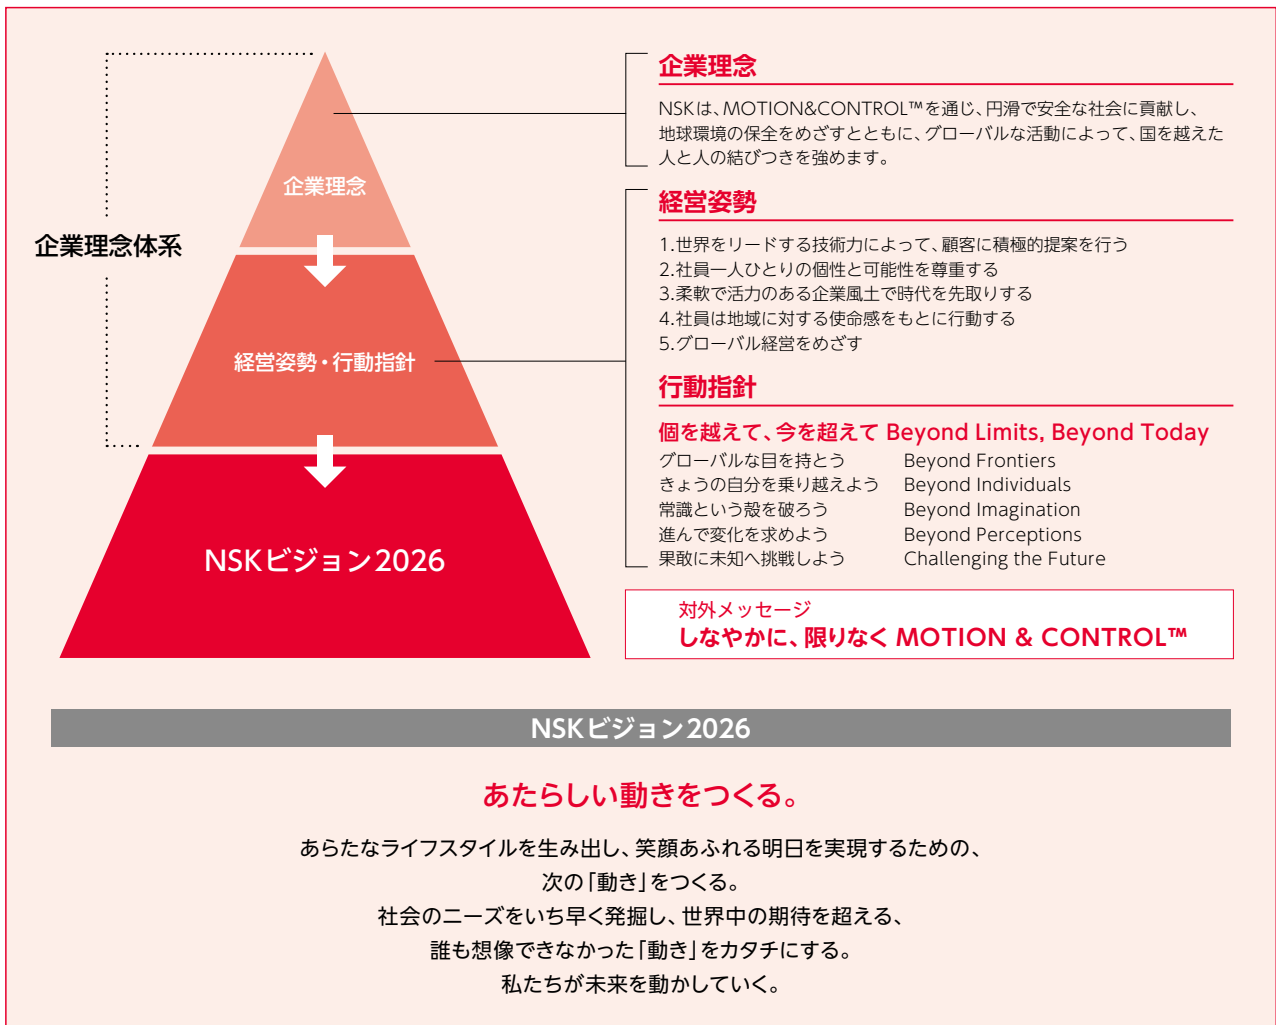 企業理念体系
企業理念
経営姿勢・行動指針
NSKビジョン2026
企業理念
NSKは、MOTION&CONTROL™を通じ、円滑で安全な社会に貢献し、
地球環境の保全をめざすとともに、グローバルな活動によって、国を越えた
人と人の結びつきを強めます。
経営姿勢
1.世界をリードする技術力によって、顧客に積極的提案を行う
2.社員一人ひとりの個性と可能性を尊重する
3.柔軟で活力のある企業風土で時代を先取りする
4.社員は地域に対する使命感をもとに行動する
5.グローバル経営をめざす
行動指針
個を越えて、今を超えて Beyond Limits, Beyond Today
グローバルな目を持とう Beyond Frontiers
きょうの自分を乗り越えよう Beyond Individuals
常識という殻を破ろう Beyond Imagination
進んで変化を求めよう Beyond Perceptions
果敢に未知へ挑戦しよう Challenging the Future
対外メッセージ
しなやかに、限りなく MOTION & CONTROL™
NSKビジョン2026
あたらしい動きをつくる。
あらたなライフスタイルを生み出し、笑顔あふれる明日を実現するための、
次の「動き」をつくる。
社会のニーズをいち早く発掘し、世界中の期待を超える、
誰も想像できなかった「動き」をカタチにする。
私たちが未来を動かしていく。